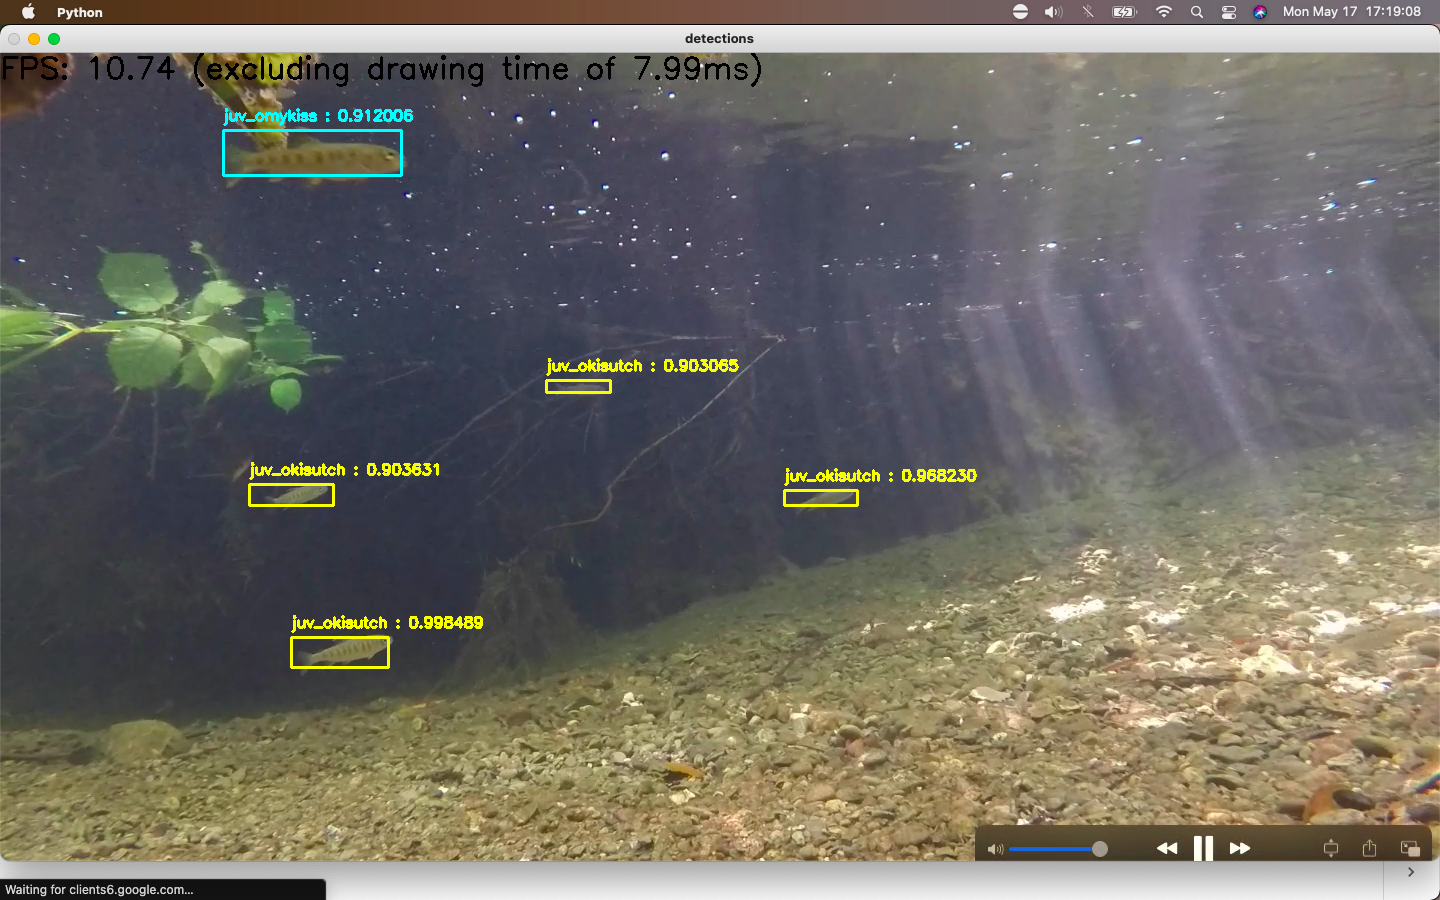 Python
Mon May 17 17:19:08
detections
FPS: 10.74 (excluding drawing time of 7.99ms)
juv_omykiss : 0.912006
juv_okisutch : 0.903065
juv_okisutch : 0.903631
juv_okisutch : 0.968230
juv_okisutch : 0.998489
Waiting for clients6.google.com...